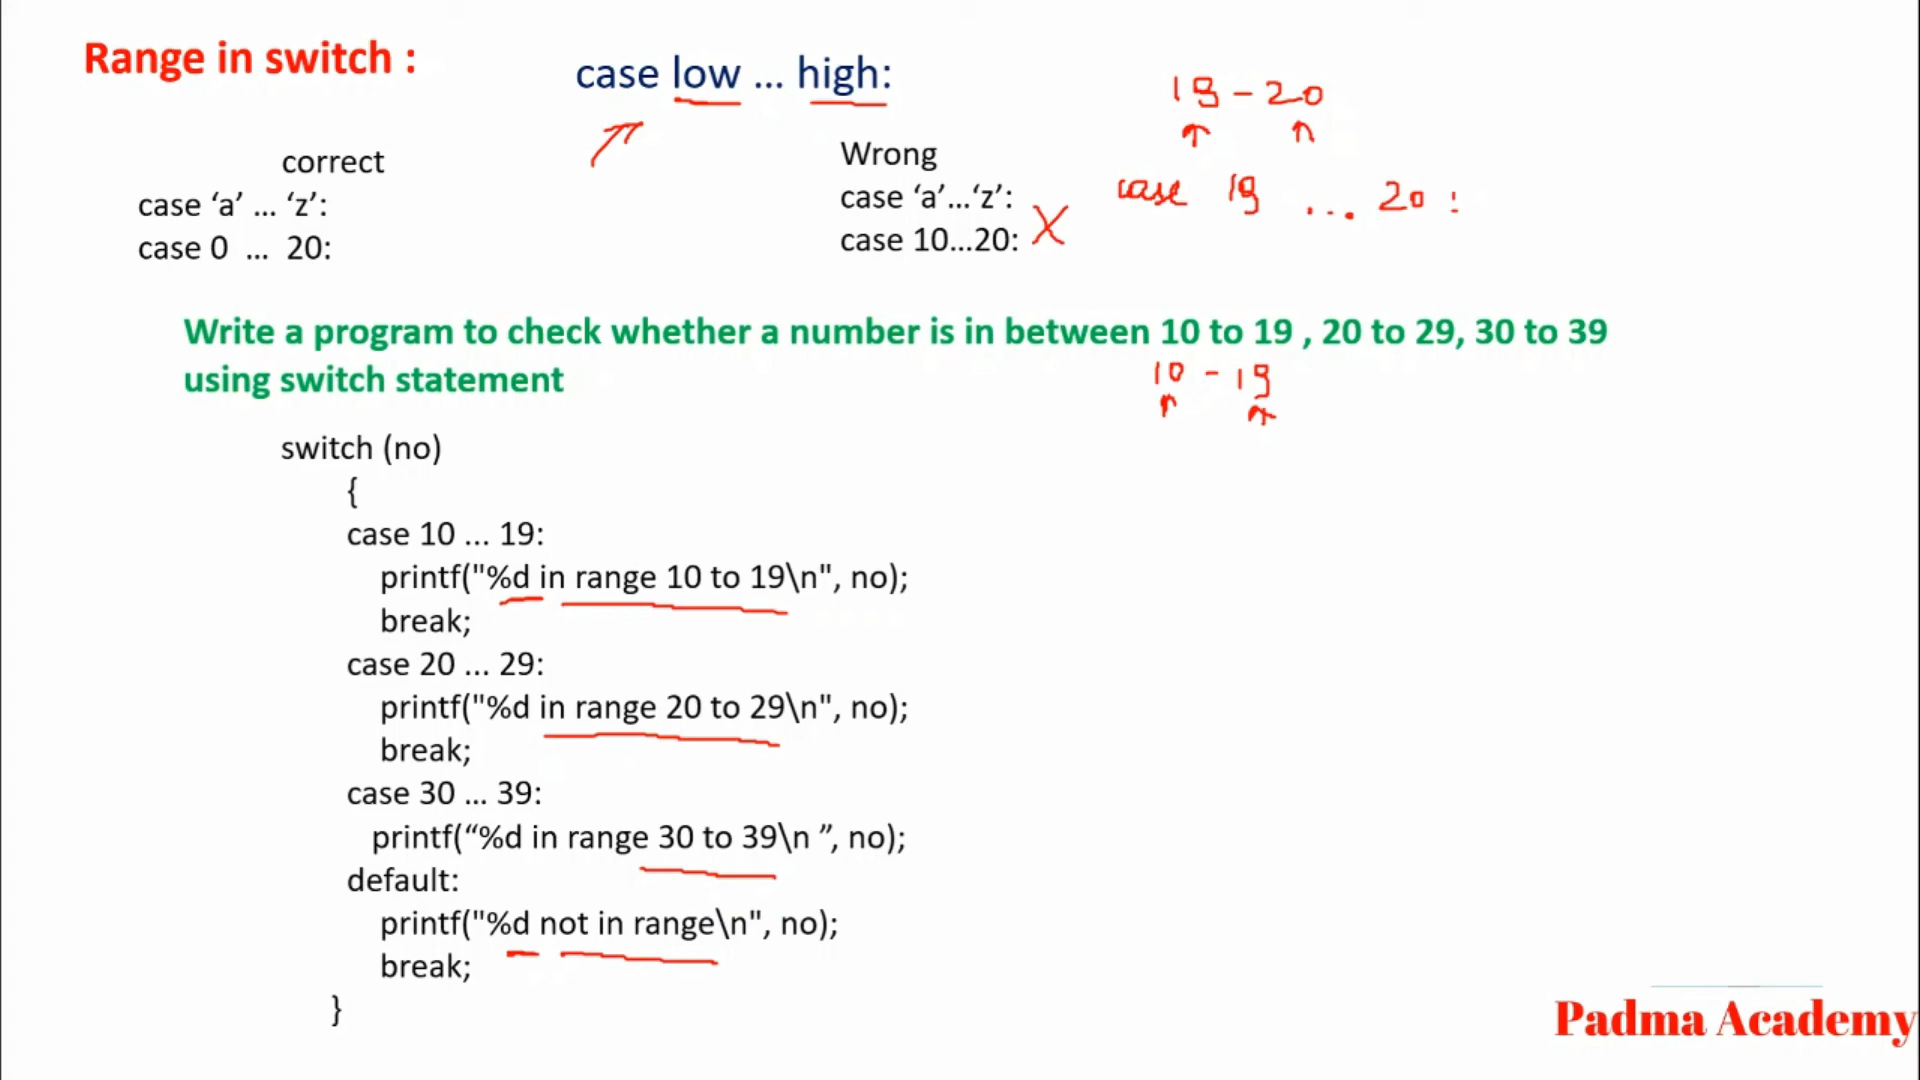 Range in switch :
case low ... high:
19 - 20
correct
case ‘a’ ... ‘z’:
case 0 ... 20:
Wrong
case ‘a’...‘z’:
case 10...20: X
case 19 ... 20 :
Write a program to check whether a number is in between 10 to 19 , 20 to 29, 30 to 39
using switch statement
10 - 19
switch (no)
{
case 10 ... 19:
printf("%d in range 10 to 19\n", no);
break;
case 20 ... 29:
printf("%d in range 20 to 29\n", no);
break;
case 30 ... 39:
printf(“%d in range 30 to 39\n ”, no);
default:
printf("%d not in range\n", no);
break;
}
Padma Academy